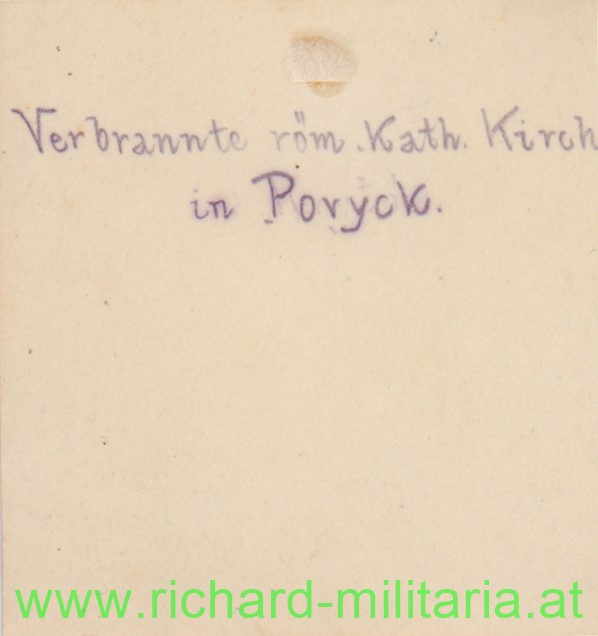 Verbrannte röm. Kath. Kirch
in Poryck.
www.richard-militaria.at